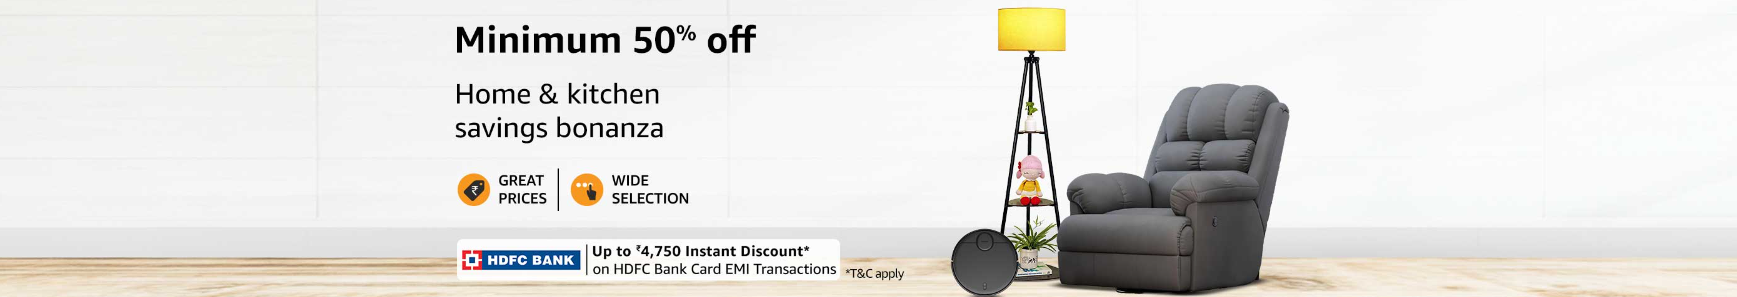 Minimum 50% off
Home & kitchen
savings bonanza
GREAT
PRICES
WIDE
SELECTION
HDFC BANK
Up to ₹4,750 Instant Discount*
on HDFC Bank Card EMI Transactions
*T&C apply